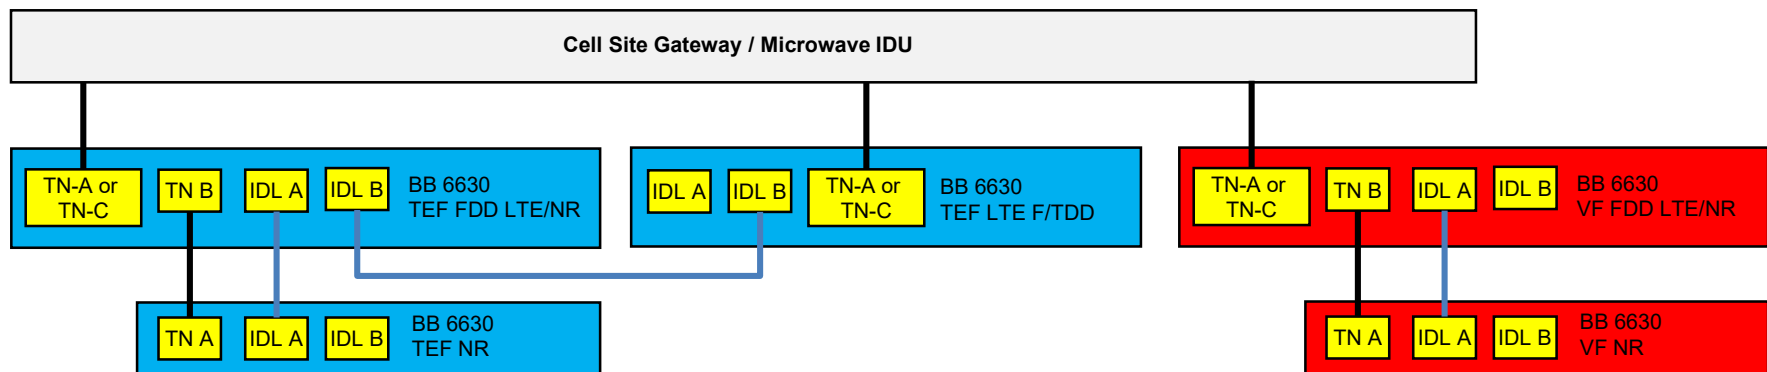 Cell Site Gateway / Microwave IDU
TN-A or
TN-C
TN B
IDL A
IDL B
BB 6630
TEF FDD LTE/NR
IDL A
IDL B
TN-A or
TN-C
BB 6630
TEF LTE F/TDD
TN-A or
TN-C
TN B
IDL A
IDL B
BB 6630
VF FDD LTE/NR
TN A
IDL A
IDL B
BB 6630
TEF NR
TN A
IDL A
IDL B
BB 6630
VF NR